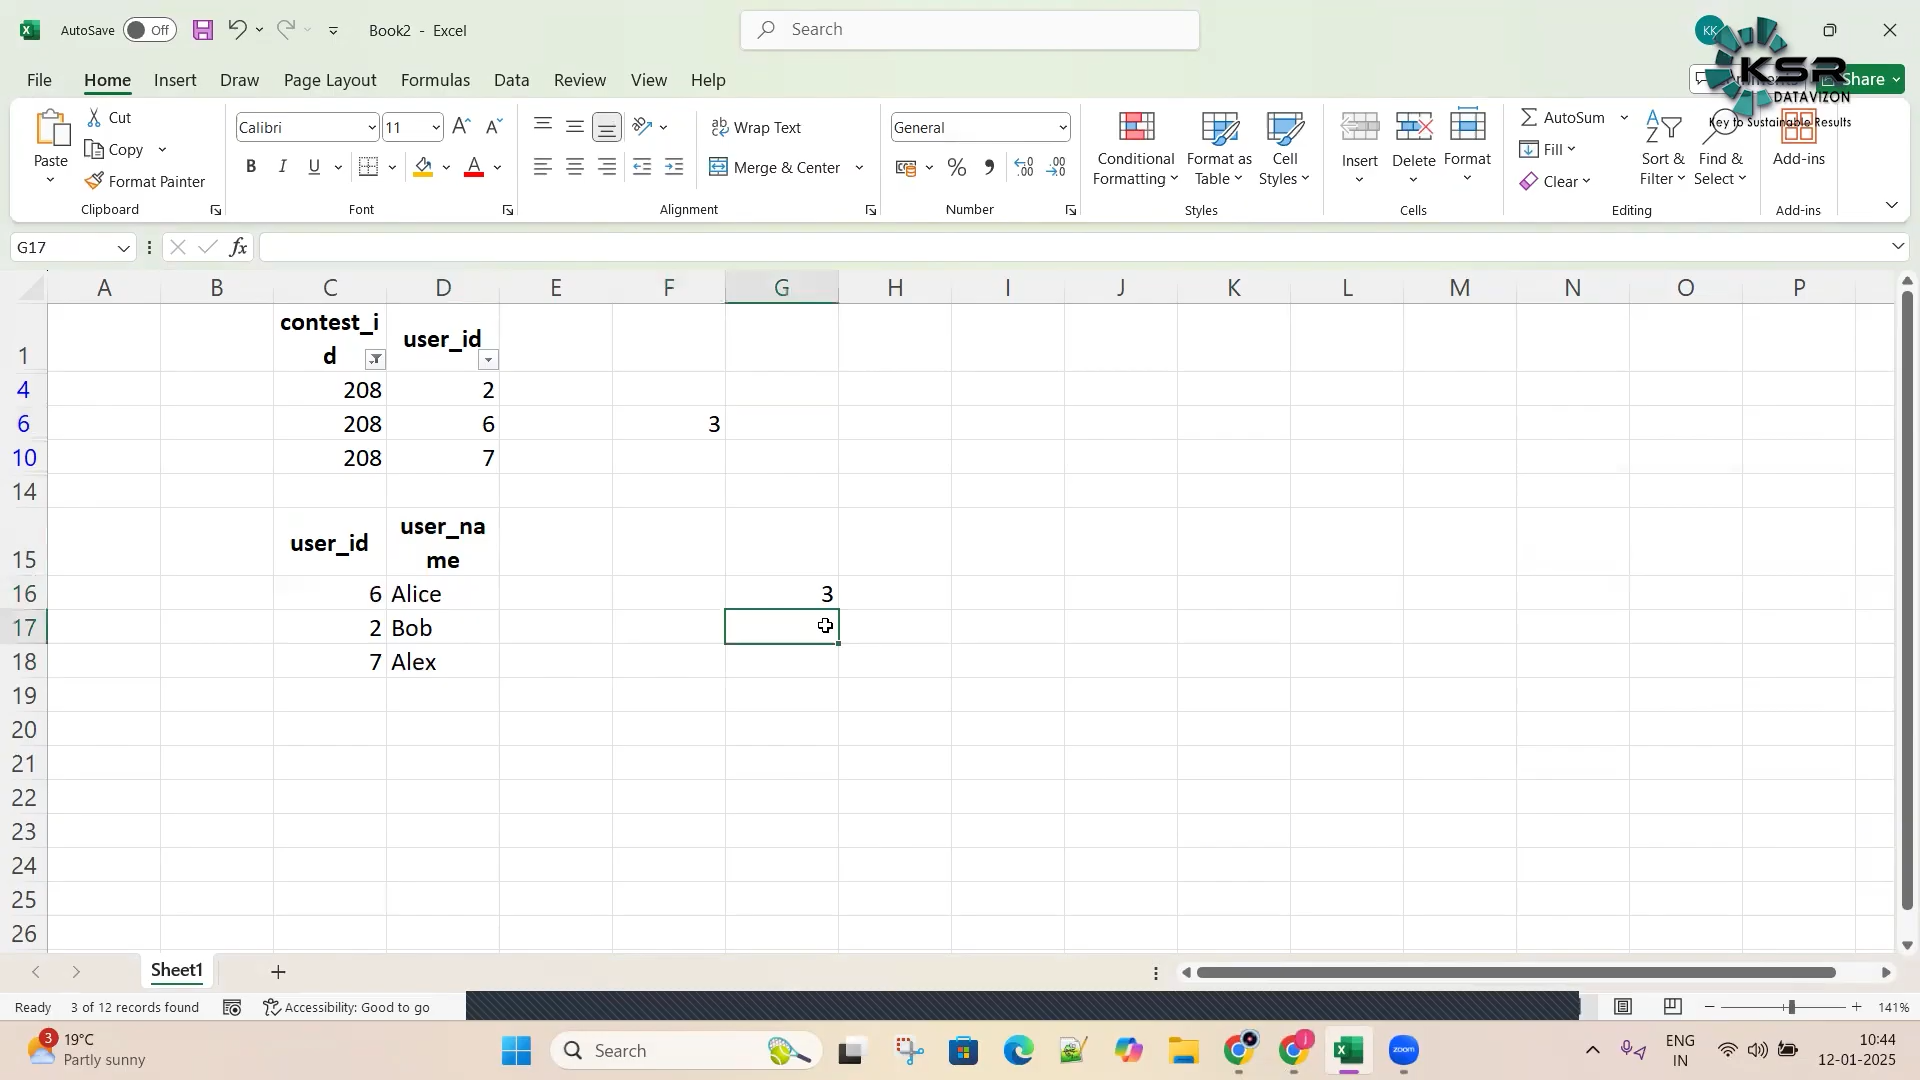 AutoSave Off Book2 - Excel Search KK
File Home Insert Draw Page Layout Formulas Data Review View Help Share
KSR
DATAVIZON
Key to Sustainable Results
Paste Cut Copy Format Painter Clipboard
Calibri 11 B I U A Font
Wrap Text Merge & Center Alignment
General % Number
Conditional Formatting Format as Table Cell Styles Styles
Insert Delete Format Cells
AutoSum Fill Clear Sort & Filter Find & Select Editing
Add-ins Add-ins
G17 fx
A B C D E F G H I J K L M N O P
1 contest_id user_id
4 208 2
6 208 6 3
10 208 7
14
15 user_id user_name
16 6 Alice 3
17 2 Bob
18 7 Alex
19
20
21
22
23
24
25
26
Sheet1
Ready 3 of 12 records found Accessibility: Good to go 141%
3 19°C
Partly sunny
Search
zoom
ENG
IN
10:44
12-01-2025